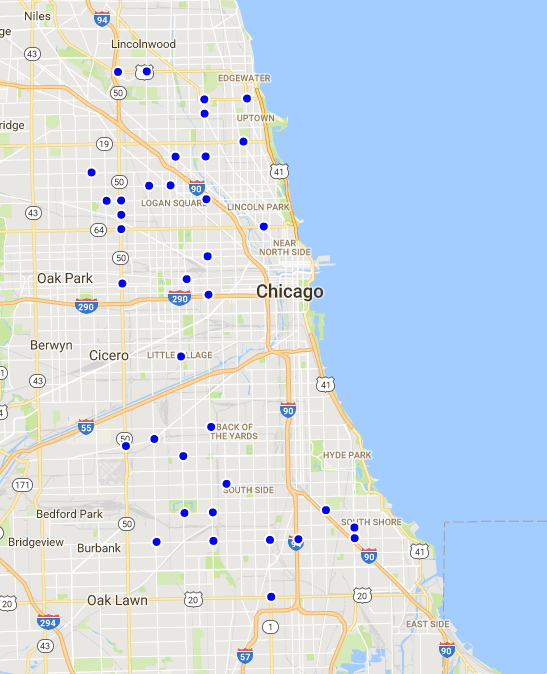 Niles
94
Lincolnwood
43
EDGEWATER
50
UPTOWN
ridge
19
41
50
90
LOGAN SQUARE
LINCOLN PARK
43
64
NEAR
NORTH SIDE
50
Oak Park
290
290
Chicago
Berwyn
Cicero
LITTLE VILLAGE
43
41
90
55
50
BACK OF
THE YARDS
HYDE PARK
171
SOUTH SIDE
Bedford Park
50
SOUTH SHORE
Bridgeview
Burbank
90
41
20
Oak Lawn
20
20
294
1
EAST SIDE
43
57
90